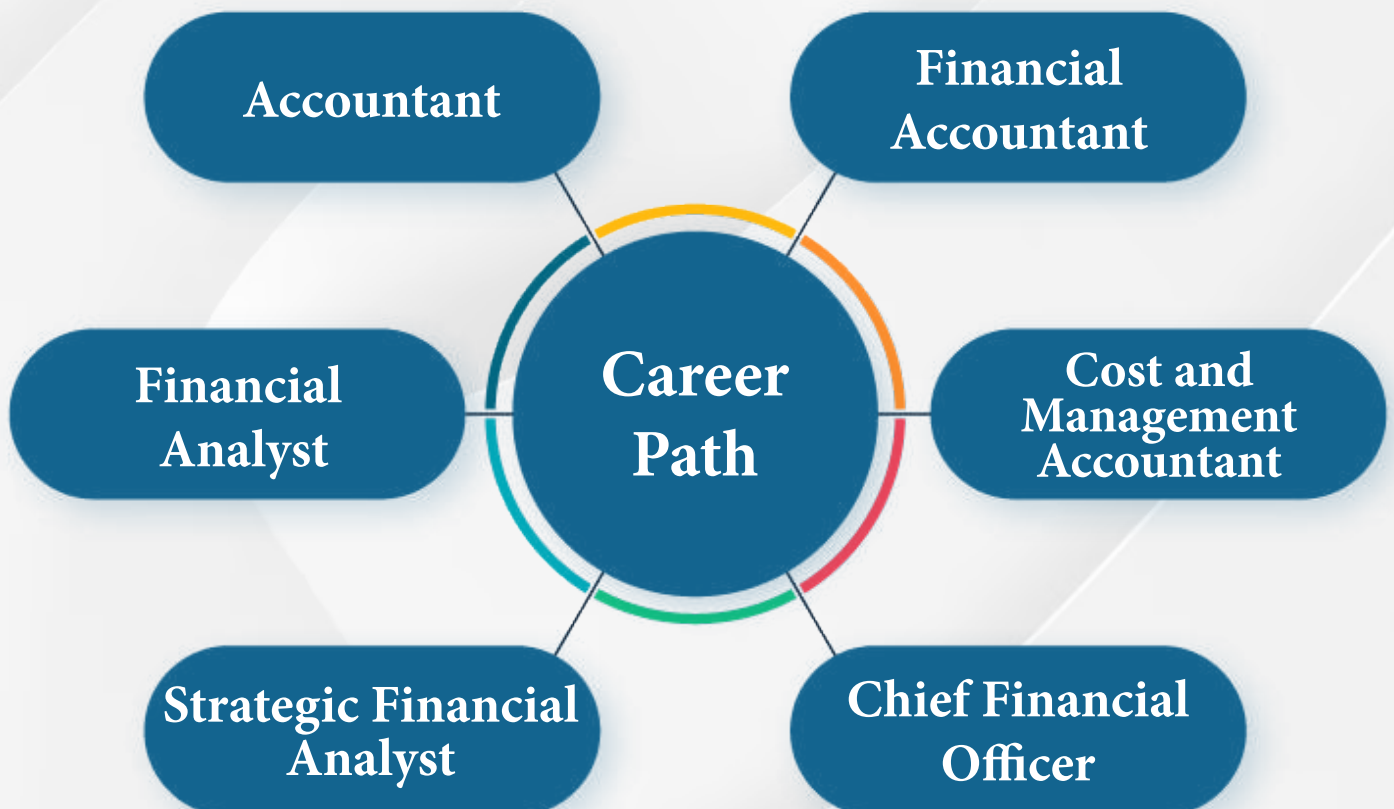 Accountant
Financial
Accountant
Financial
Analyst
Career
Path
Cost and
Management
Accountant
Strategic Financial
Analyst
Chief Financial
Officer